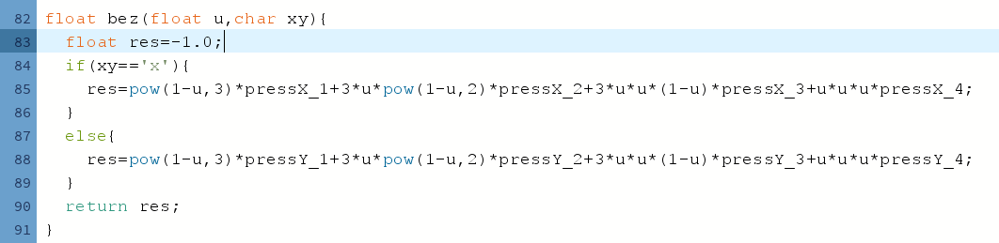 82 float bez(float u,char xy){
83   float res=-1.0;
84   if(xy=='x'){
85     res=pow(1-u,3)*pressX_1+3*u*pow(1-u,2)*pressX_2+3*u*u*(1-u)*pressX_3+u*u*u*pressX_4;
86   }
87   else{
88     res=pow(1-u,3)*pressY_1+3*u*pow(1-u,2)*pressY_2+3*u*u*(1-u)*pressY_3+u*u*u*pressY_4;
89   }
90   return res;
91 }